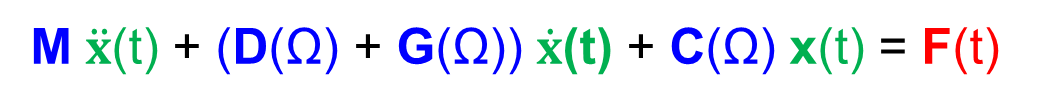 M ẍ(t) + (D(Ω) + G(Ω)) ẋ(t) + C(Ω) x(t) = F(t)